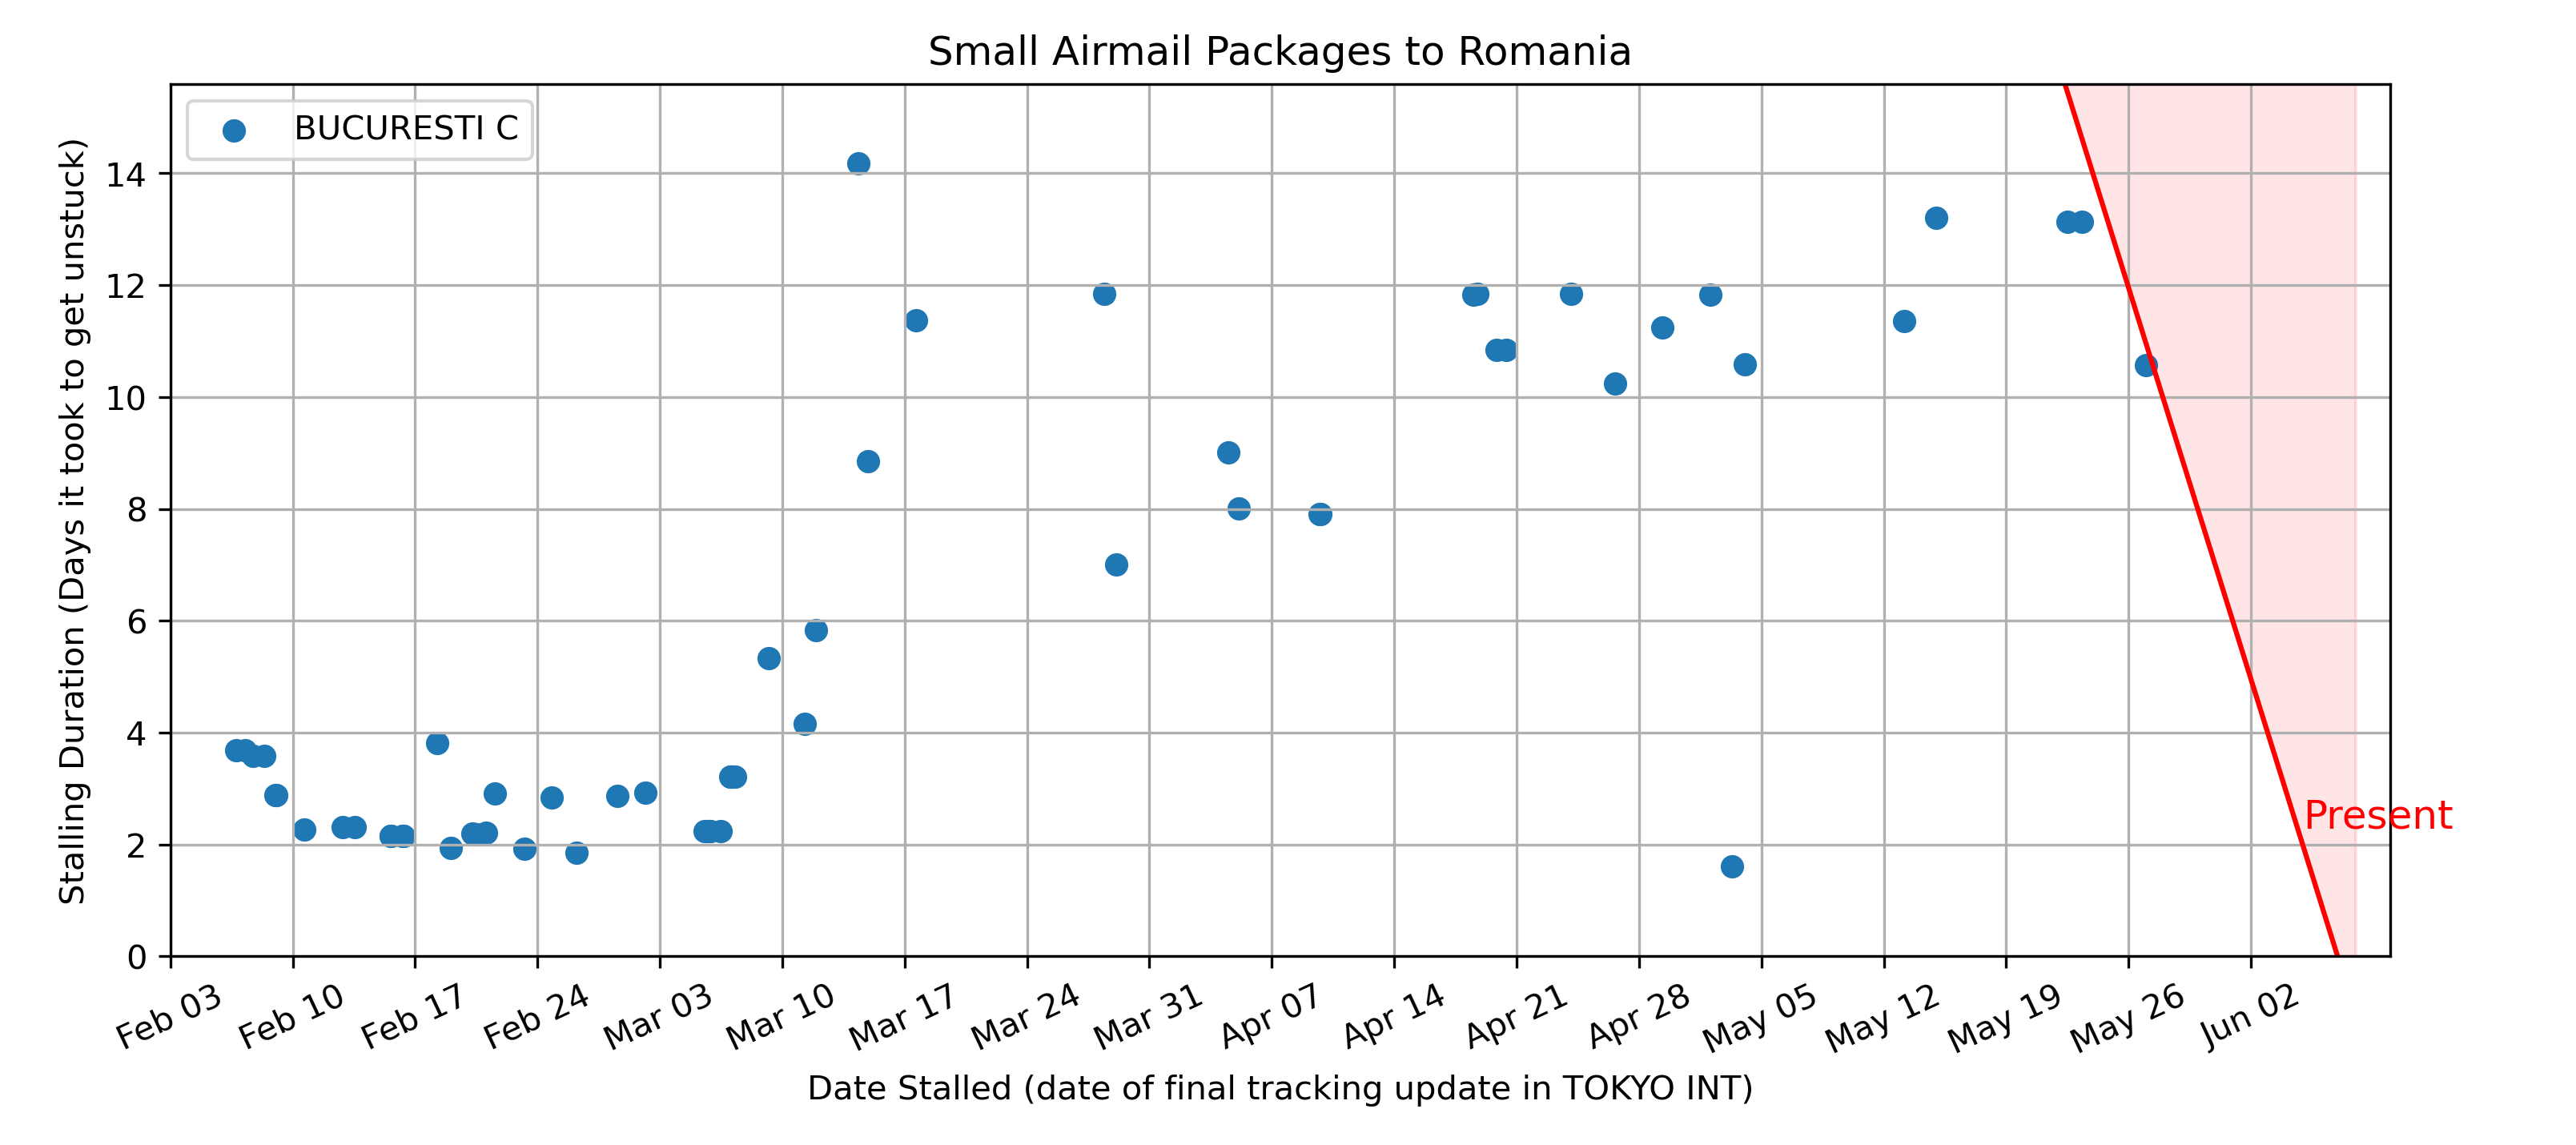 Small Airmail Packages to Romania
BUCURESTI C
Stalling Duration (Days it took to get unstuck)
14
12
10
8
6
4
2
0
Present
Feb 03
Feb 10
Feb 17
Feb 24
Mar 03
Mar 10
Mar 17
Mar 24
Mar 31
Apr 07
Apr 14
Apr 21
Apr 28
May 05
May 12
May 19
May 26
Jun 02
Date Stalled (date of final tracking update in TOKYO INT)